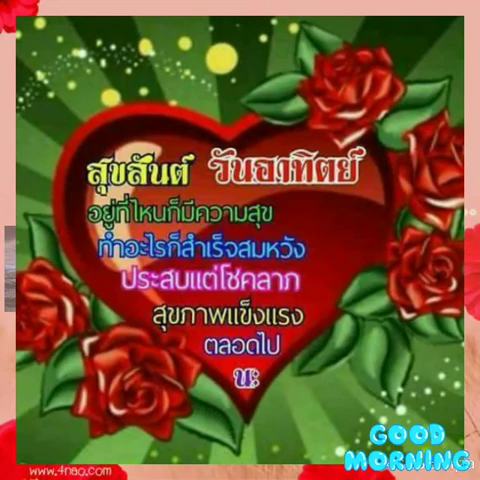 สุขสันต์ วันอาทิตย์
อยู่ที่ไหนก็มีความสุข
ทำอะไรก็สำเร็จสมหวัง
ประสบแต่โชคลาภ
สุขภาพแข็งแรง
ตลอดไป
นะ
GOOD
MORNING
www.4nao.com